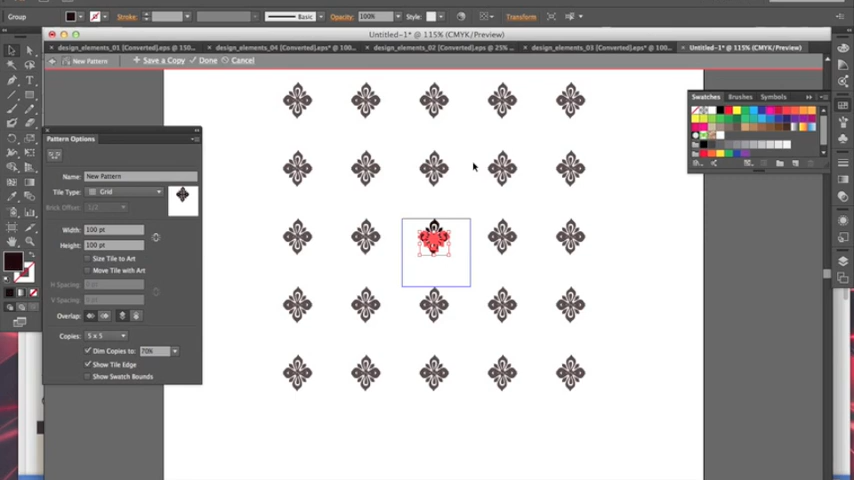 Group Stroke: Basic Opacity: 100% Style: Transform
Untitled-1* @ 115% (CMYK/Preview)
design_elements_01 [Converted].eps @ 150... design_elements_04 [Converted].eps* @ 100... design_elements_02 [Converted].eps @ 25% ... design_elements_03 [Converted].eps* @ 100... Untitled-1* @ 115% (CMYK/Preview)
New Pattern + Save a Copy ✓ Done Cancel
Swatches Brushes Symbols
Pattern Options
Name: New Pattern
Tile Type: Grid
Brick Offset: 1/2
Width: 100 pt
Height: 100 pt
Size Tile to Art
Move Tile with Art
H Spacing: 0 pt
V Spacing: 0 pt
Overlap:
Copies: 5 x 5
Dim Copies to: 70%
Show Tile Edge
Show Swatch Bounds